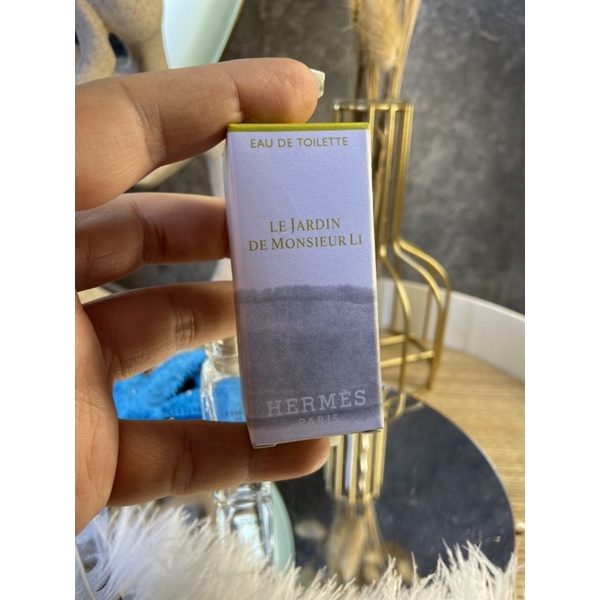 EAU DE TOILETTE
LE JARDIN
DE MONSIEUR LI
HERMÈS
PARIS